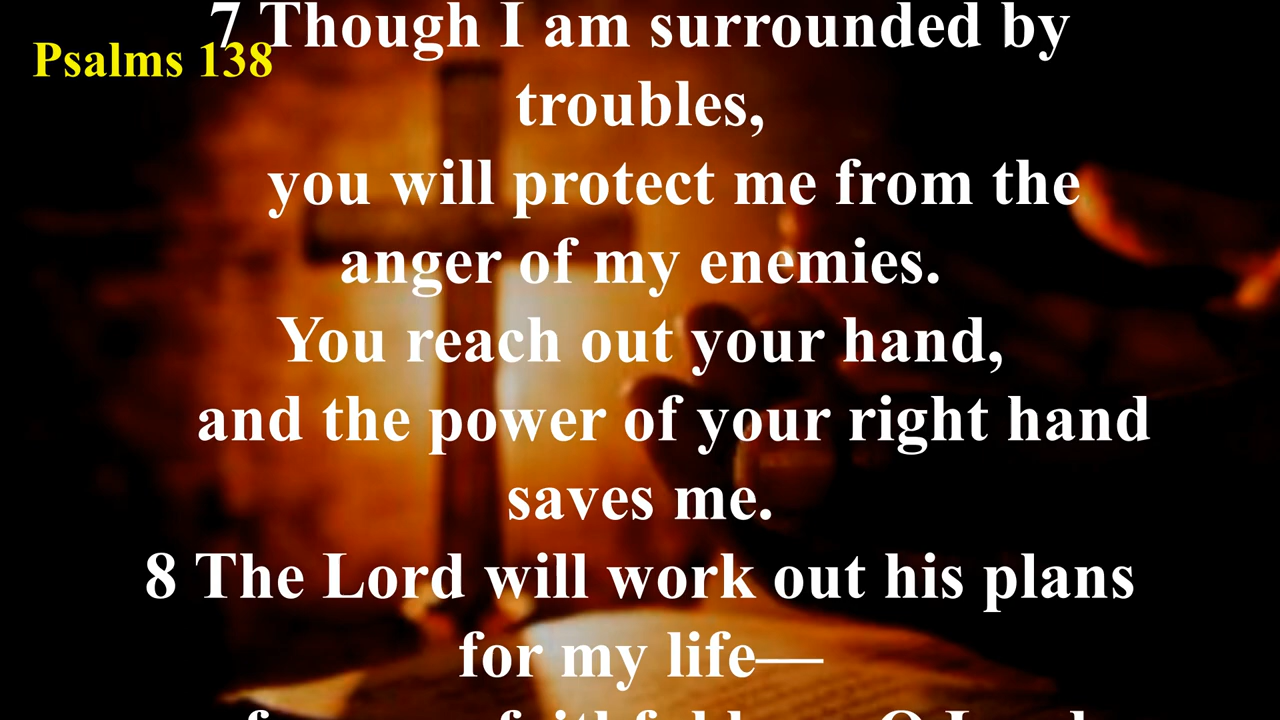 7 Though I am surrounded by
Psalms 138
troubles,
you will protect me from the
anger of my enemies.
You reach out your hand,
and the power of your right hand
saves me.
8 The Lord will work out his plans
for my life—